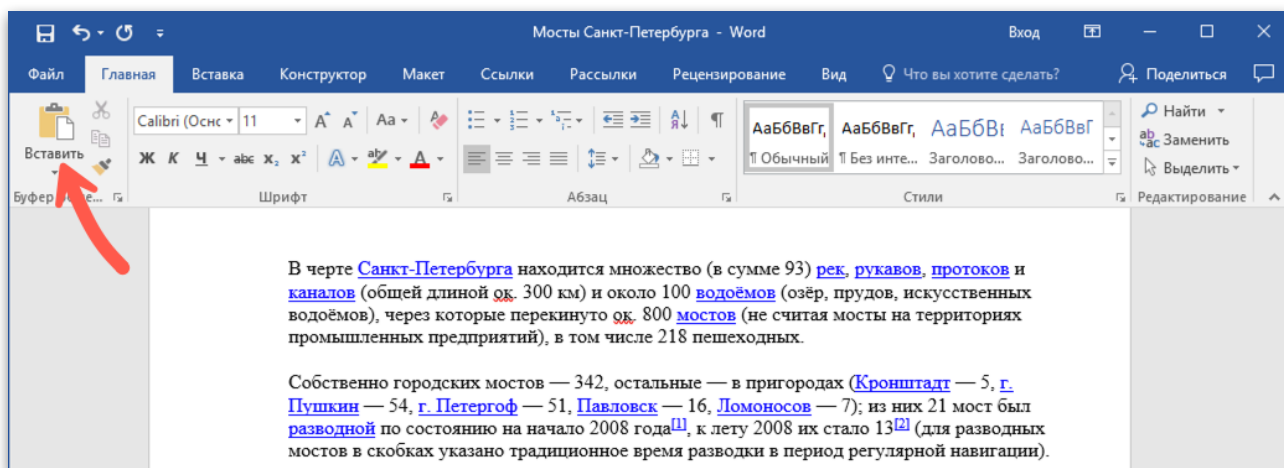 Мосты Санкт-Петербурга - Word
Вход
Файл Главная Вставка Конструктор Макет Ссылки Рассылки Рецензирование Вид Что вы хотите сделать? Поделиться
Вставить
Calibri (Оснс 11 Aa
Ж К Ч abc x₂ x² A ab A
АаБбВвГг, АаБбВвГг, АаБбВı АаБбВвГ
¶ Обычный ¶ Без инте... Заголово... Заголово...
Найти
Заменить
Выделить
Шрифт Абзац Стили Редактирование
В черте Санкт-Петербурга находится множество (в сумме 93) рек, рукавов, протоков и
каналов (общей длиной ок. 300 км) и около 100 водоёмов (озёр, прудов, искусственных
водоёмов), через которые перекинуто ок. 800 мостов (не считая мосты на территориях
промышленных предприятий), в том числе 218 пешеходных.
Собственно городских мостов — 342, остальные — в пригородах (Кронштадт — 5, г.
Пушкин — 54, г. Петергоф — 51, Павловск — 16, Ломоносов — 7); из них 21 мост был
разводной по состоянию на начало 2008 года[1], к лету 2008 их стало 13[2] (для разводных
мостов в скобках указано традиционное время разводки в период регулярной навигации).